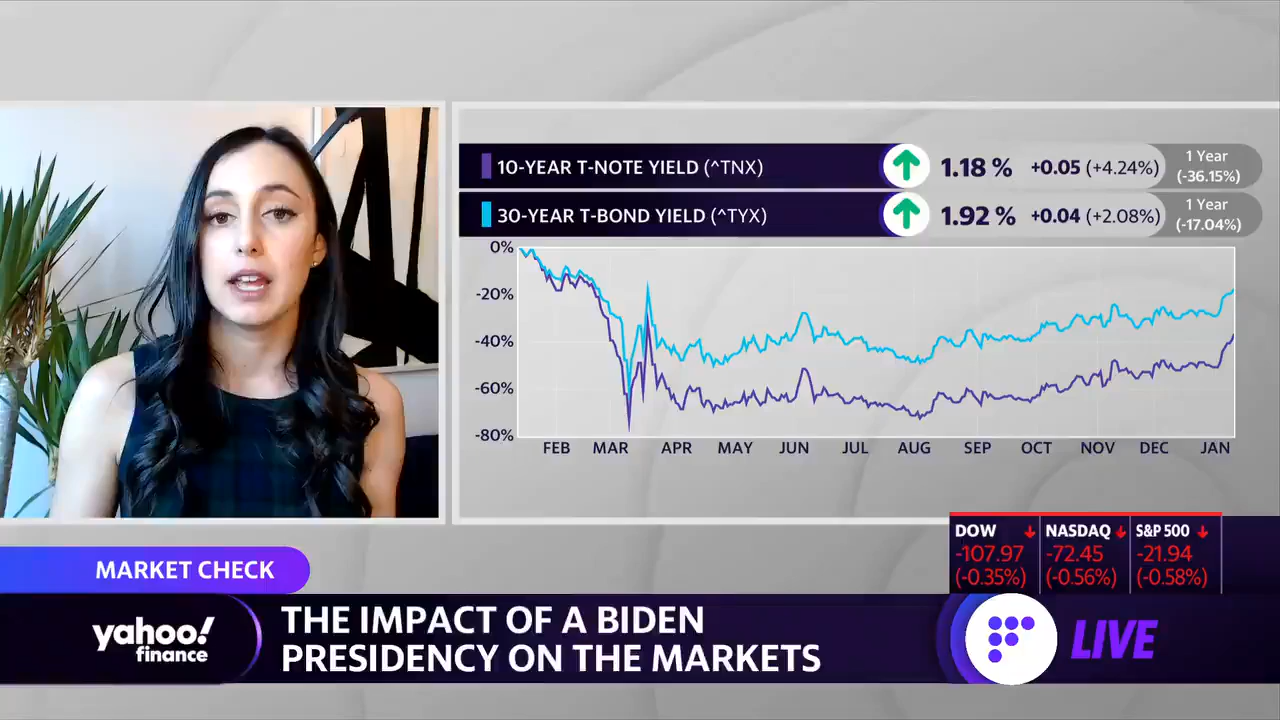 10-YEAR T-NOTE YIELD (^TNX) 1.18 % +0.05 (+4.24%) 1 Year (-36.15%)
30-YEAR T-BOND YIELD (^TYX) 1.92 % +0.04 (+2.08%) 1 Year (-17.04%)
0%
-20%
-40%
-60%
-80%
FEB MAR APR MAY JUN JUL AUG SEP OCT NOV DEC JAN
DOW NASDAQ S&P 500
-107.97 -72.45 -21.94
(-0.35%) (-0.56%) (-0.58%)
MARKET CHECK
yahoo!
finance
THE IMPACT OF A BIDEN
PRESIDENCY ON THE MARKETS
LIVE